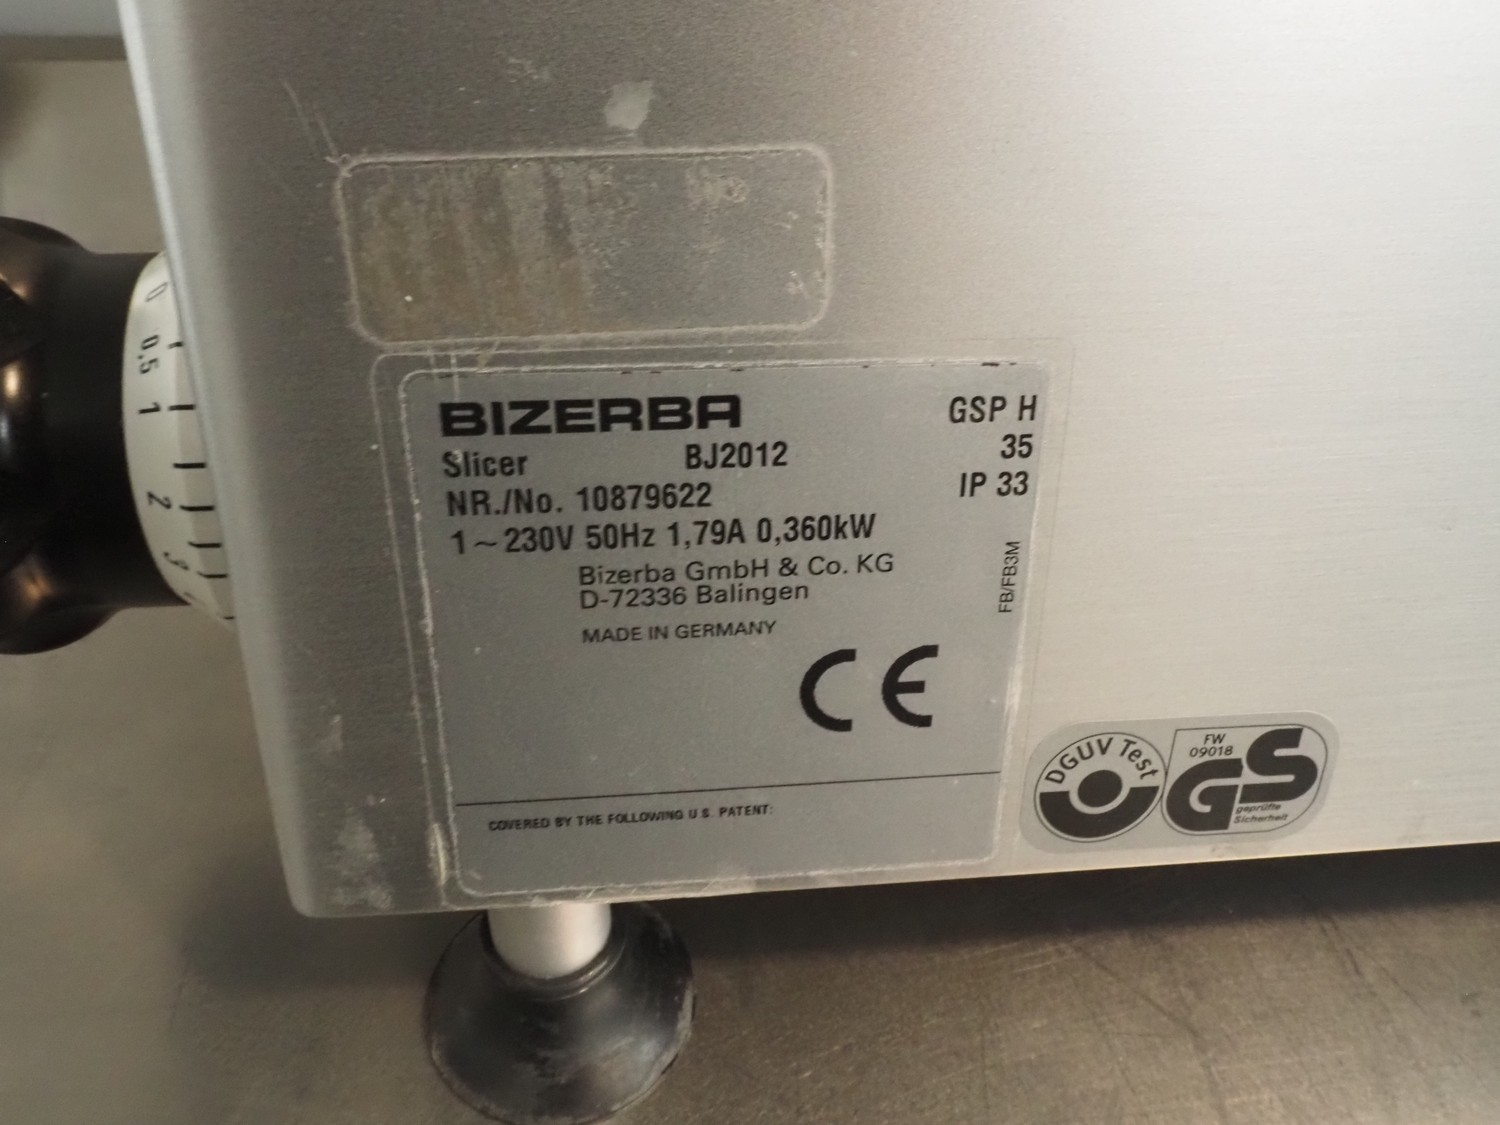 0
0.5
1
2
3
BIZERBA
GSP H
Slicer BJ2012
35
NR./No. 10879622
IP 33
1~230V 50Hz 1,79A 0,360kW
Bizerba GmbH & Co. KG
D-72336 Balingen
MADE IN GERMANY
FB/FB3M
CE
COVERED BY THE FOLLOWING U.S. PATENT:
DGUV Test
FW
09018
GS
geprüfte
Sicherheit